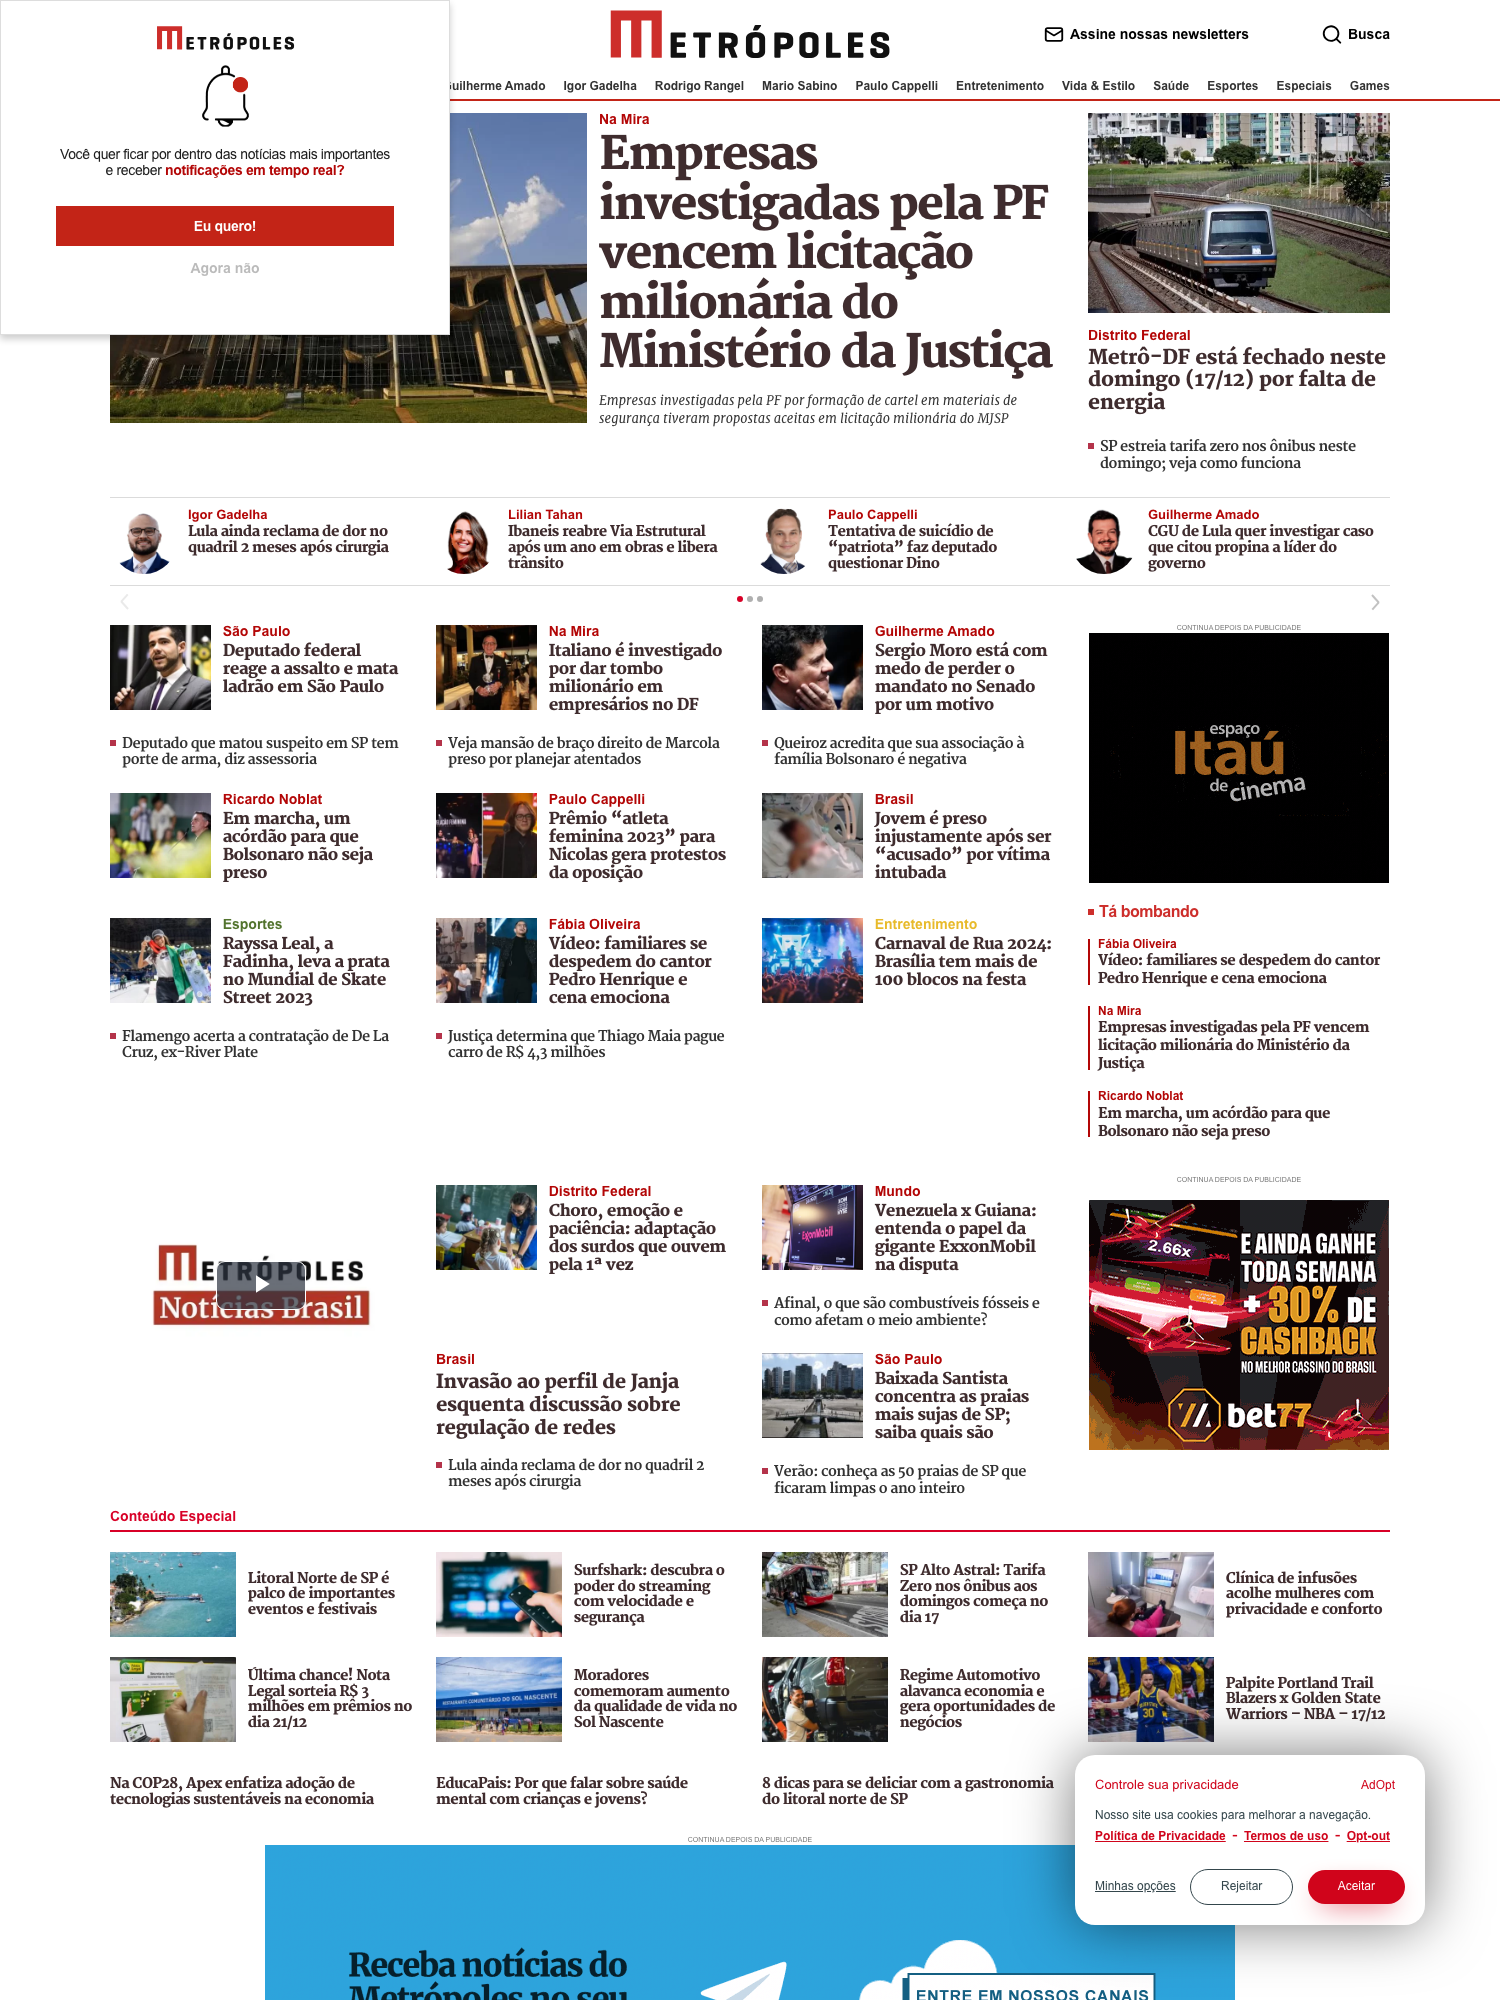 METRÓPOLES
Você quer ficar por dentro das notícias mais importantes
e receber notificações em tempo real?
Eu quero!
Agora não
METRÓPOLES
Assine nossas newsletters
Busca
Guilherme Amado
Igor Gadelha
Rodrigo Rangel
Mario Sabino
Paulo Cappelli
Entretenimento
Vida & Estilo
Saúde
Esportes
Especiais
Games
Na Mira
Empresas
investigadas pela PF
vencem licitação
milionária do
Ministério da Justiça
Empresas investigadas pela PF por formação de cartel em materiais de
segurança tiveram propostas aceitas em licitação milionária do MJSP
Distrito Federal
Metrô-DF está fechado neste
domingo (17/12) por falta de
energia
SP estreia tarifa zero nos ônibus neste
domingo; veja como funciona
Igor Gadelha
Lula ainda reclama de dor no
quadril 2 meses após cirurgia
Lilian Tahan
Ibaneis reabre Via Estrutural
após um ano em obras e libera
trânsito
Paulo Cappelli
Tentativa de suicídio de
“patriota” faz deputado
questionar Dino
Guilherme Amado
CGU de Lula quer investigar caso
que citou propina a líder do
governo
São Paulo
Deputado federal
reage a assalto e mata
ladrão em São Paulo
Deputado que matou suspeito em SP tem
porte de arma, diz assessoria
Na Mira
Italiano é investigado
por dar tombo
milionário em
empresários no DF
Veja mansão de braço direito de Marcola
preso por planejar atentados
Guilherme Amado
Sergio Moro está com
medo de perder o
mandato no Senado
por um motivo
Queiroz acredita que sua associação à
família Bolsonaro é negativa
CONTINUA DEPOIS DA PUBLICIDADE
espaço
Itaú
de cinema
Ricardo Noblat
Em marcha, um
acórdão para que
Bolsonaro não seja
preso
Paulo Cappelli
Prêmio “atleta
feminina 2023” para
Nicolas gera protestos
da oposição
Brasil
Jovem é preso
injustamente após ser
“acusado” por vítima
intubada
Esportes
Rayssa Leal, a
Fadinha, leva a prata
no Mundial de Skate
Street 2023
Flamengo acerta a contratação de De La
Cruz, ex-River Plate
Fábia Oliveira
Vídeo: familiares se
despedem do cantor
Pedro Henrique e
cena emociona
Justiça determina que Thiago Maia pague
carro de R$ 4,3 milhões
Entretenimento
Carnaval de Rua 2024:
Brasília tem mais de
100 blocos na festa
Tá bombando
Fábia Oliveira
Vídeo: familiares se despedem do cantor
Pedro Henrique e cena emociona
Na Mira
Empresas investigadas pela PF vencem
licitação milionária do Ministério da
Justiça
Ricardo Noblat
Em marcha, um acórdão para que
Bolsonaro não seja preso
METRÓPOLES
Notícias Brasil
Distrito Federal
Choro, emoção e
paciência: adaptação
dos surdos que ouvem
pela 1ª vez
Mundo
Venezuela x Guiana:
entenda o papel da
gigante ExxonMobil
na disputa
ExxonMobil
Afinal, o que são combustíveis fósseis e
como afetam o meio ambiente?
Brasil
Invasão ao perfil de Janja
esquenta discussão sobre
regulação de redes
Lula ainda reclama de dor no quadril 2
meses após cirurgia
São Paulo
Baixada Santista
concentra as praias
mais sujas de SP;
saiba quais são
Verão: conheça as 50 praias de SP que
ficaram limpas o ano inteiro
CONTINUA DEPOIS DA PUBLICIDADE
2.66x
E AINDA GANHE
TODA SEMANA
+ 30% DE
CASHBACK
NO MELHOR CASSINO DO BRASIL
bet77
Conteúdo Especial
Litoral Norte de SP é
palco de importantes
eventos e festivais
Surfshark: descubra o
poder do streaming
com velocidade e
segurança
SP Alto Astral: Tarifa
Zero nos ônibus aos
domingos começa no
dia 17
Clínica de infusões
acolhe mulheres com
privacidade e conforto
Última chance! Nota
Legal sorteia R$ 3
milhões em prêmios no
dia 21/12
RESTAURANTE COMUNITÁRIO DO SOL NASCENTE
Moradores
comemoram aumento
da qualidade de vida no
Sol Nascente
Regime Automotivo
alavanca economia e
gera oportunidades de
negócios
30
Palpite Portland Trail
Blazers x Golden State
Warriors – NBA – 17/12
Na COP28, Apex enfatiza adoção de
tecnologias sustentáveis na economia
EducaPais: Por que falar sobre saúde
mental com crianças e jovens?
8 dicas para se deliciar com a gastronomia
do litoral norte de SP
Controle sua privacidade
AdOpt
Nosso site usa cookies para melhorar a navegação.
Política de Privacidade - Termos de uso - Opt-out
Minhas opções
Rejeitar
Aceitar
CONTINUA DEPOIS DA PUBLICIDADE
Receba notícias do
Metrópoles no seu
ENTRE EM NOSSOS CANAIS